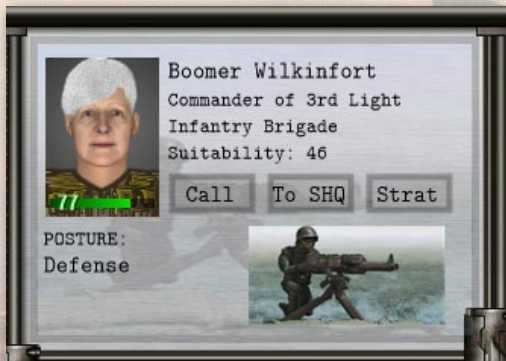 Boomer Wilkinfort
Commander of 3rd Light
Infantry Brigade
Suitability: 46
77
Call To SHQ Strat
POSTURE:
Defense